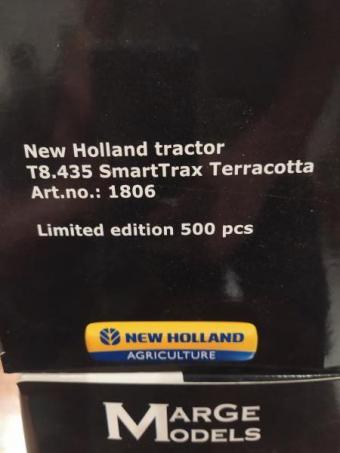 New Holland tractor
T8.435 SmartTrax Terracotta
Art.no.: 1806
Limited edition 500 pcs
NEW HOLLAND
AGRICULTURE
MARGE
MODELS